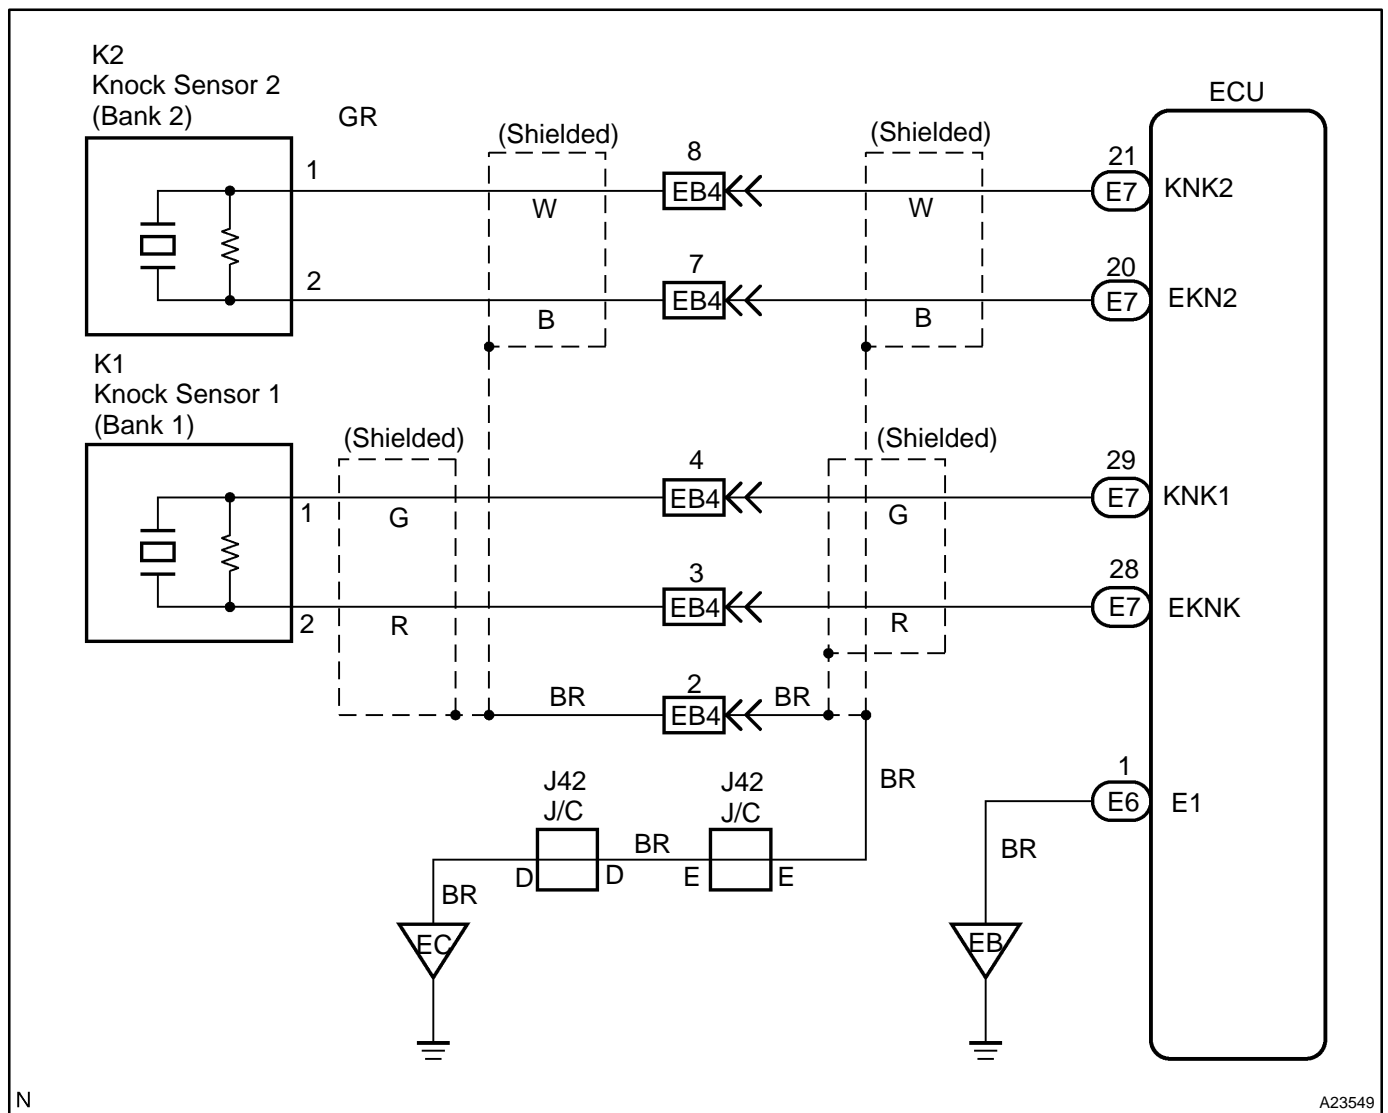 K2
Knock Sensor 2
(Bank 2)
GR
(Shielded)
(Shielded)
ECU
1
8
21
EB4
E7
KNK2
W
W
2
7
20
EB4
E7
EKN2
B
B
K1
Knock Sensor 1
(Bank 1)
(Shielded)
(Shielded)
1
4
29
EB4
E7
KNK1
G
G
2
3
28
EB4
E7
EKNK
R
R
BR
2
EB4
BR
J42
J/C
J42
J/C
BR
1
E6
E1
D
BR
D
E
E
BR
BR
EC
EB
N
A23549